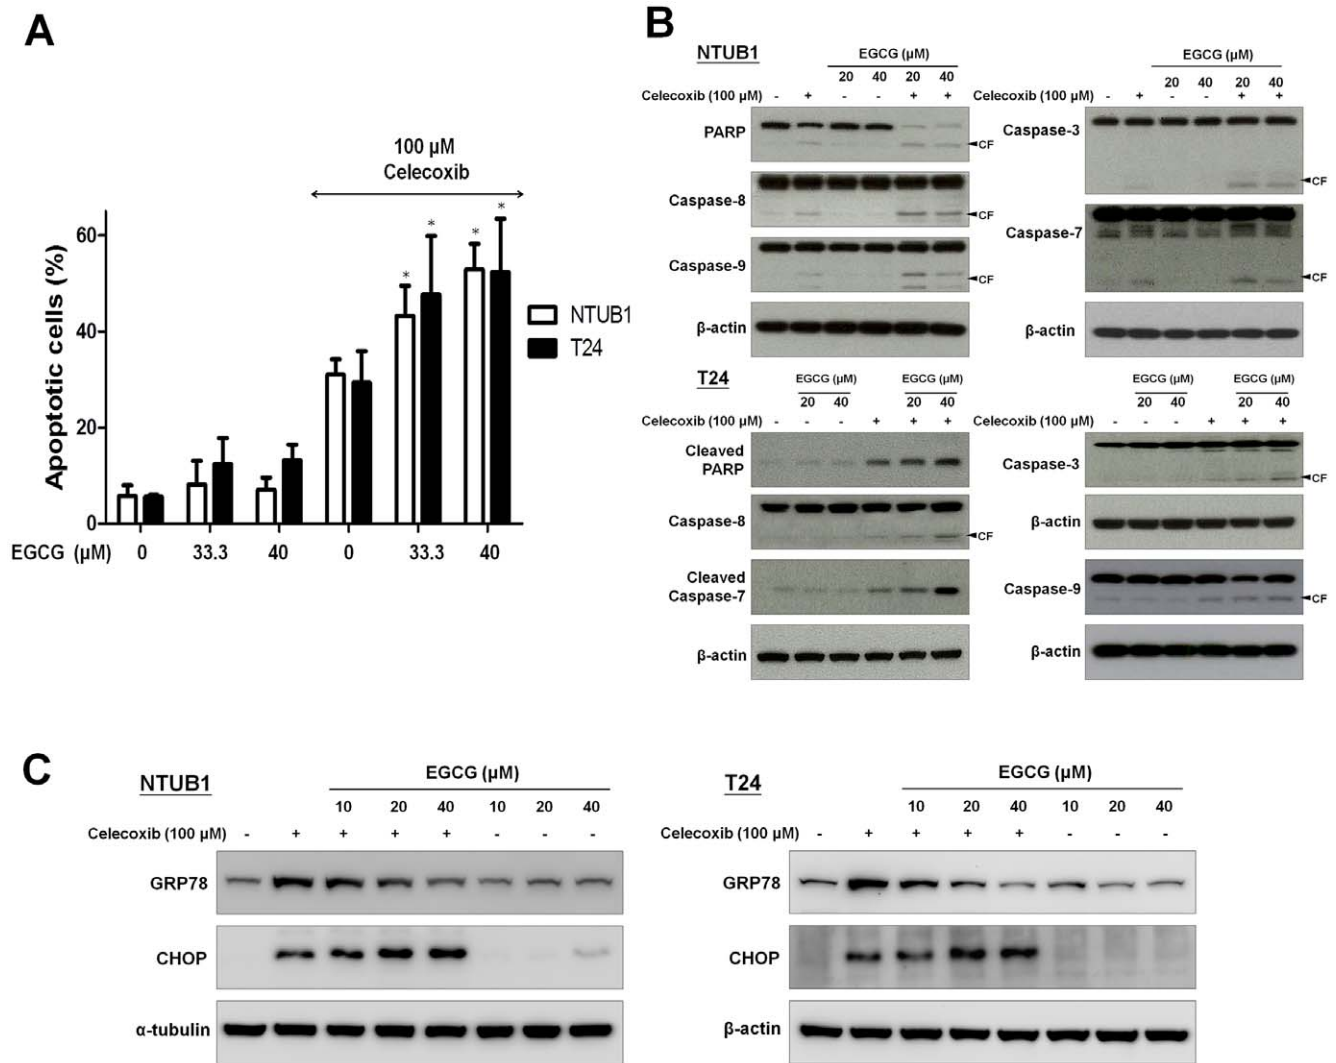 A
100 µM
Celecoxib
*
*
*
*
Apoptotic cells (%)
60
40
20
0
NTUB1
T24
EGCG (µM)
0 33.3 40 0 33.3 40
B
NTUB1
EGCG (µM)
20 40 20 40
Celecoxib (100 µM) - + - - + +
PARP
CF
Caspase-8
CF
Caspase-9
CF
β-actin
EGCG (µM)
20 40 20 40
Celecoxib (100 µM) - + - - + +
Caspase-3
CF
Caspase-7
CF
β-actin
T24
EGCG (µM) EGCG (µM)
20 40 20 40
Celecoxib (100 µM) - - - + + +
Cleaved
PARP
Caspase-8
CF
Cleaved
Caspase-7
β-actin
EGCG (µM) EGCG (µM)
20 40 20 40
Celecoxib (100 µM) - - - + + +
Caspase-3
CF
β-actin
Caspase-9
CF
β-actin
C
NTUB1
EGCG (µM)
10 20 40 10 20 40
Celecoxib (100 µM) - + + + + - - -
GRP78
CHOP
α-tubulin
T24
EGCG (µM)
10 20 40 10 20 40
Celecoxib (100 µM) - + + + + - - -
GRP78
CHOP
β-actin